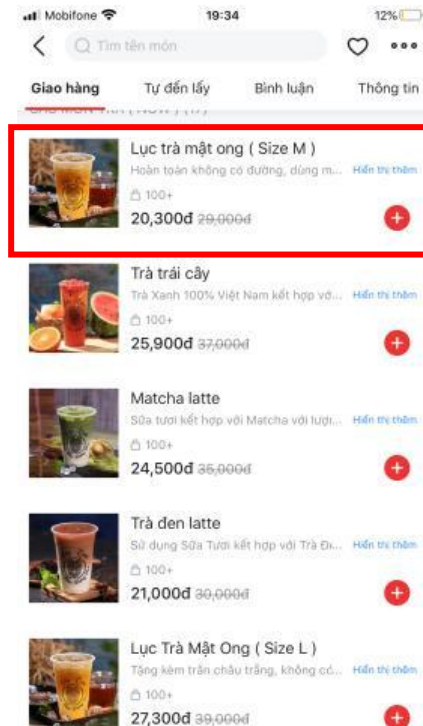 Mobifone
19:34
12%
Tìm tên món
Giao hàng
Tự đến lấy
Bình luận
Thông tin
Lục trà mật ong ( Size M )
Hoàn toàn không có đường, dùng m... Hiển thị thêm
100+
20,300đ 29,000đ
Trà trái cây
Trà Xanh 100% Việt Nam kết hợp vớ... Hiển thị thêm
100+
25,900đ 37,000đ
Matcha latte
Sữa tươi kết hợp với Matcha với lượn... Hiển thị thêm
100+
24,500đ 35,000đ
Trà đen latte
Sử dụng Sữa Tươi kết hợp với Trà Đe... Hiển thị thêm
100+
21,000đ 30,000đ
Lục Trà Mật Ong ( Size L )
Tặng kèm trân châu trắng, không có... Hiển thị thêm
100+
27,300đ 39,000đ